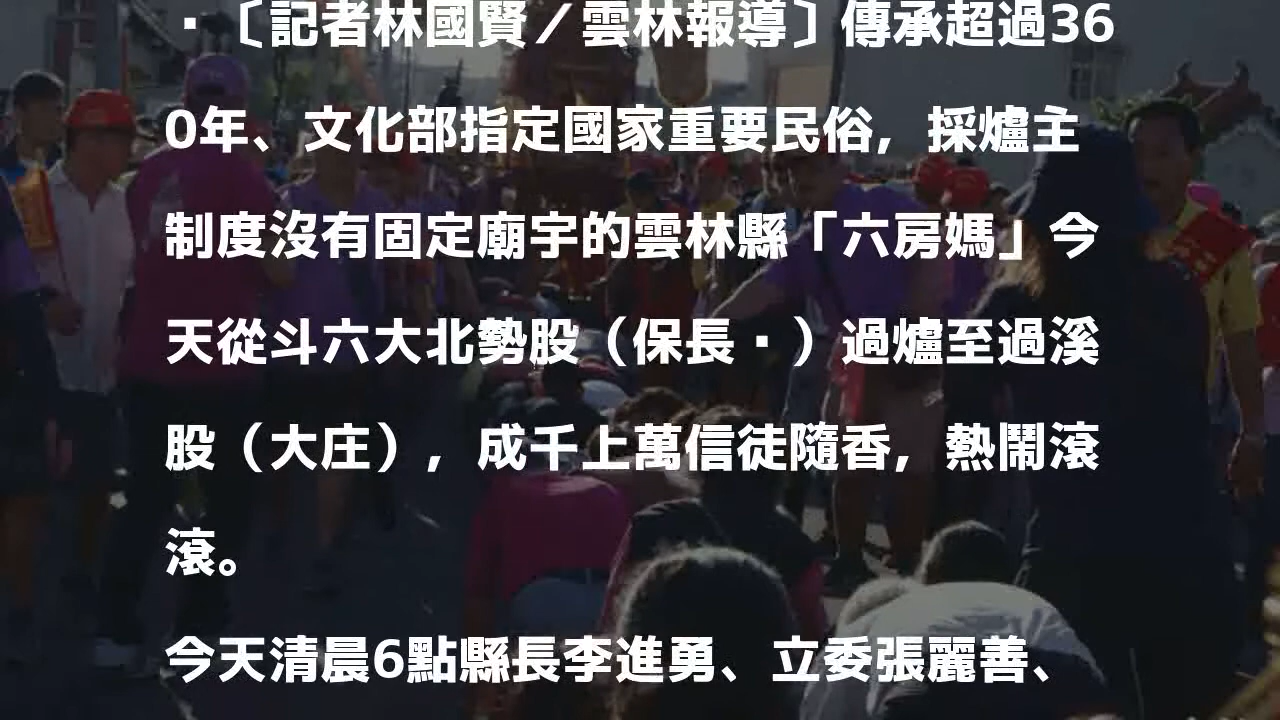 ▪〔記者林國賢／雲林報導〕傳承超過36
0年、文化部指定國家重要民俗，採爐主
制度沒有固定廟宇的雲林縣「六房媽」今
天從斗六大北勢股（保長▪）過爐至過溪
股（大庄），成千上萬信徒隨香，熱鬧滾
滾。
今天清晨6點縣長李進勇、立委張麗善、